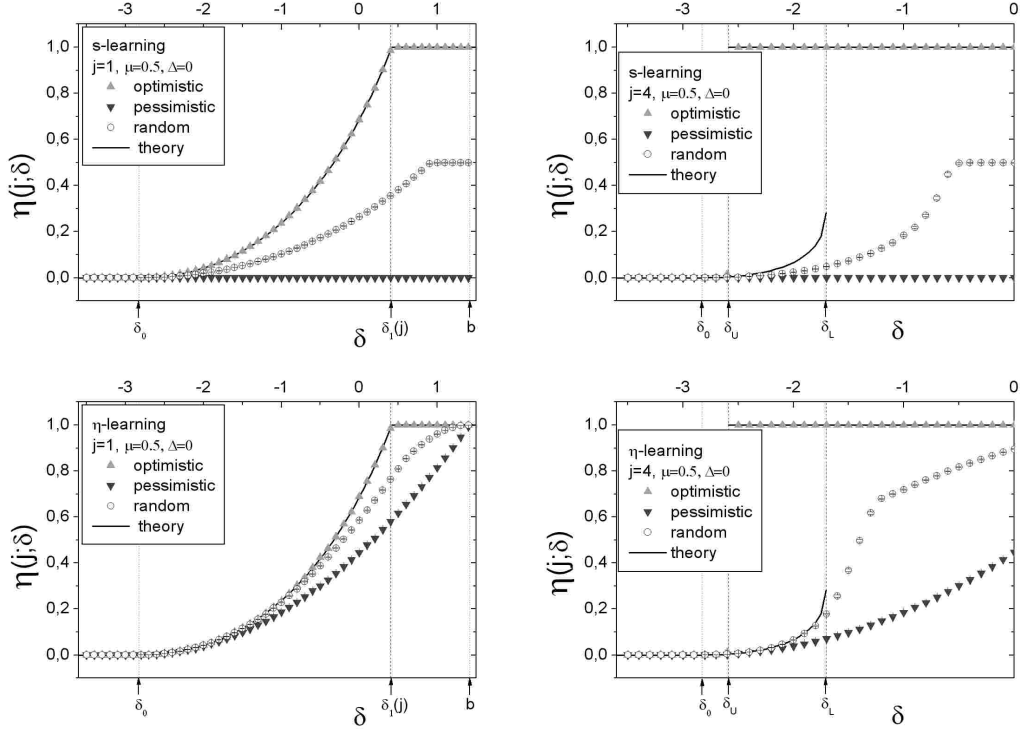 -3 -2 -1 0 1
1,0
0,8
0,6
0,4
0,2
0,0
η(j;δ)
s-learning
j=1, μ=0.5, Δ=0
optimistic
pessimistic
random
theory
δ₀ δ δ₁(j) b
-3 -2 -1 0
1,0
0,8
0,6
0,4
0,2
0,0
η(j;δ)
s-learning
j=4, μ=0.5, Δ=0
optimistic
pessimistic
random
theory
δ₀ δU δL δ
-3 -2 -1 0 1
1,0
0,8
0,6
0,4
0,2
0,0
η(j;δ)
η-learning
j=1, μ=0.5, Δ=0
optimistic
pessimistic
random
theory
δ₀ δ δ₁(j) b
-3 -2 -1 0
1,0
0,8
0,6
0,4
0,2
0,0
η(j;δ)
η-learning
j=4, μ=0.5, Δ=0
optimistic
pessimistic
random
theory
δ₀ δU δL δ